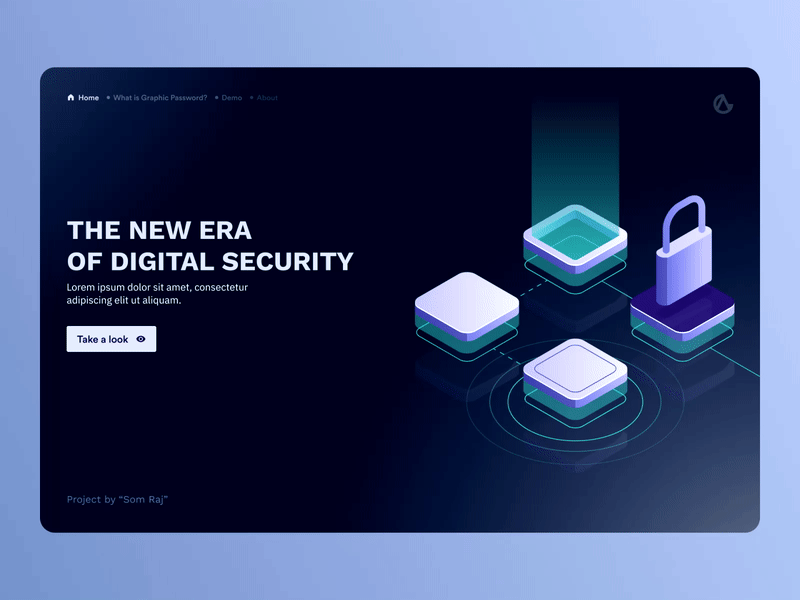 Home What is Graphic Password? Demo About
THE NEW ERA
OF DIGITAL SECURITY
Lorem ipsum dolor sit amet, consectetur
adipiscing elit ut aliquam.
Take a look
Project by “Som Raj”